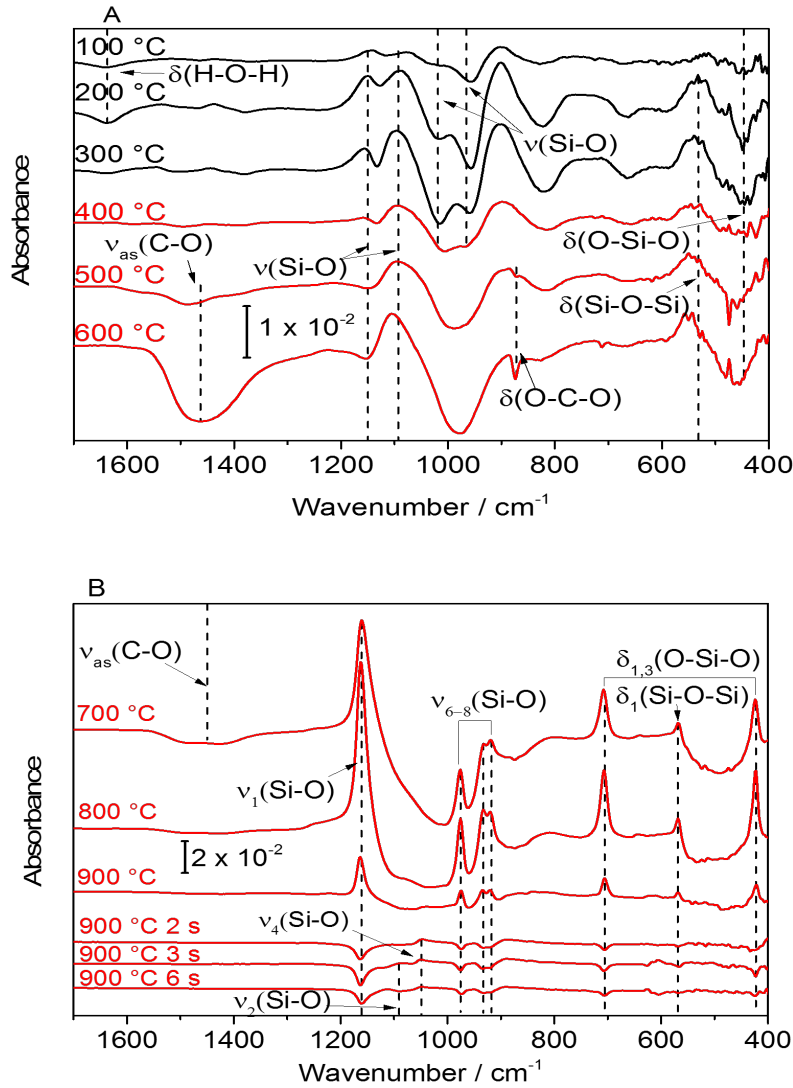 A
100 °C
δ(H-O-H)
200 °C
ν(Si-O)
300 °C
400 °C
ν_as(C-O)
ν(Si-O)
δ(O-Si-O)
500 °C
δ(Si-O-Si)
1 x 10⁻²
600 °C
δ(O-C-O)
Absorbance
1600 1400 1200 1000 800 600 400
Wavenumber / cm⁻¹
B
ν_as(C-O)
δ₁,₃(O-Si-O)
ν₆₋₈(Si-O)
δ₁(Si-O-Si)
700 °C
ν₁(Si-O)
800 °C
2 x 10⁻²
900 °C
ν₄(Si-O)
900 °C 2 s
900 °C 3 s
900 °C 6 s
ν₂(Si-O)
Absorbance
1600 1400 1200 1000 800 600 400
Wavenumber / cm⁻¹